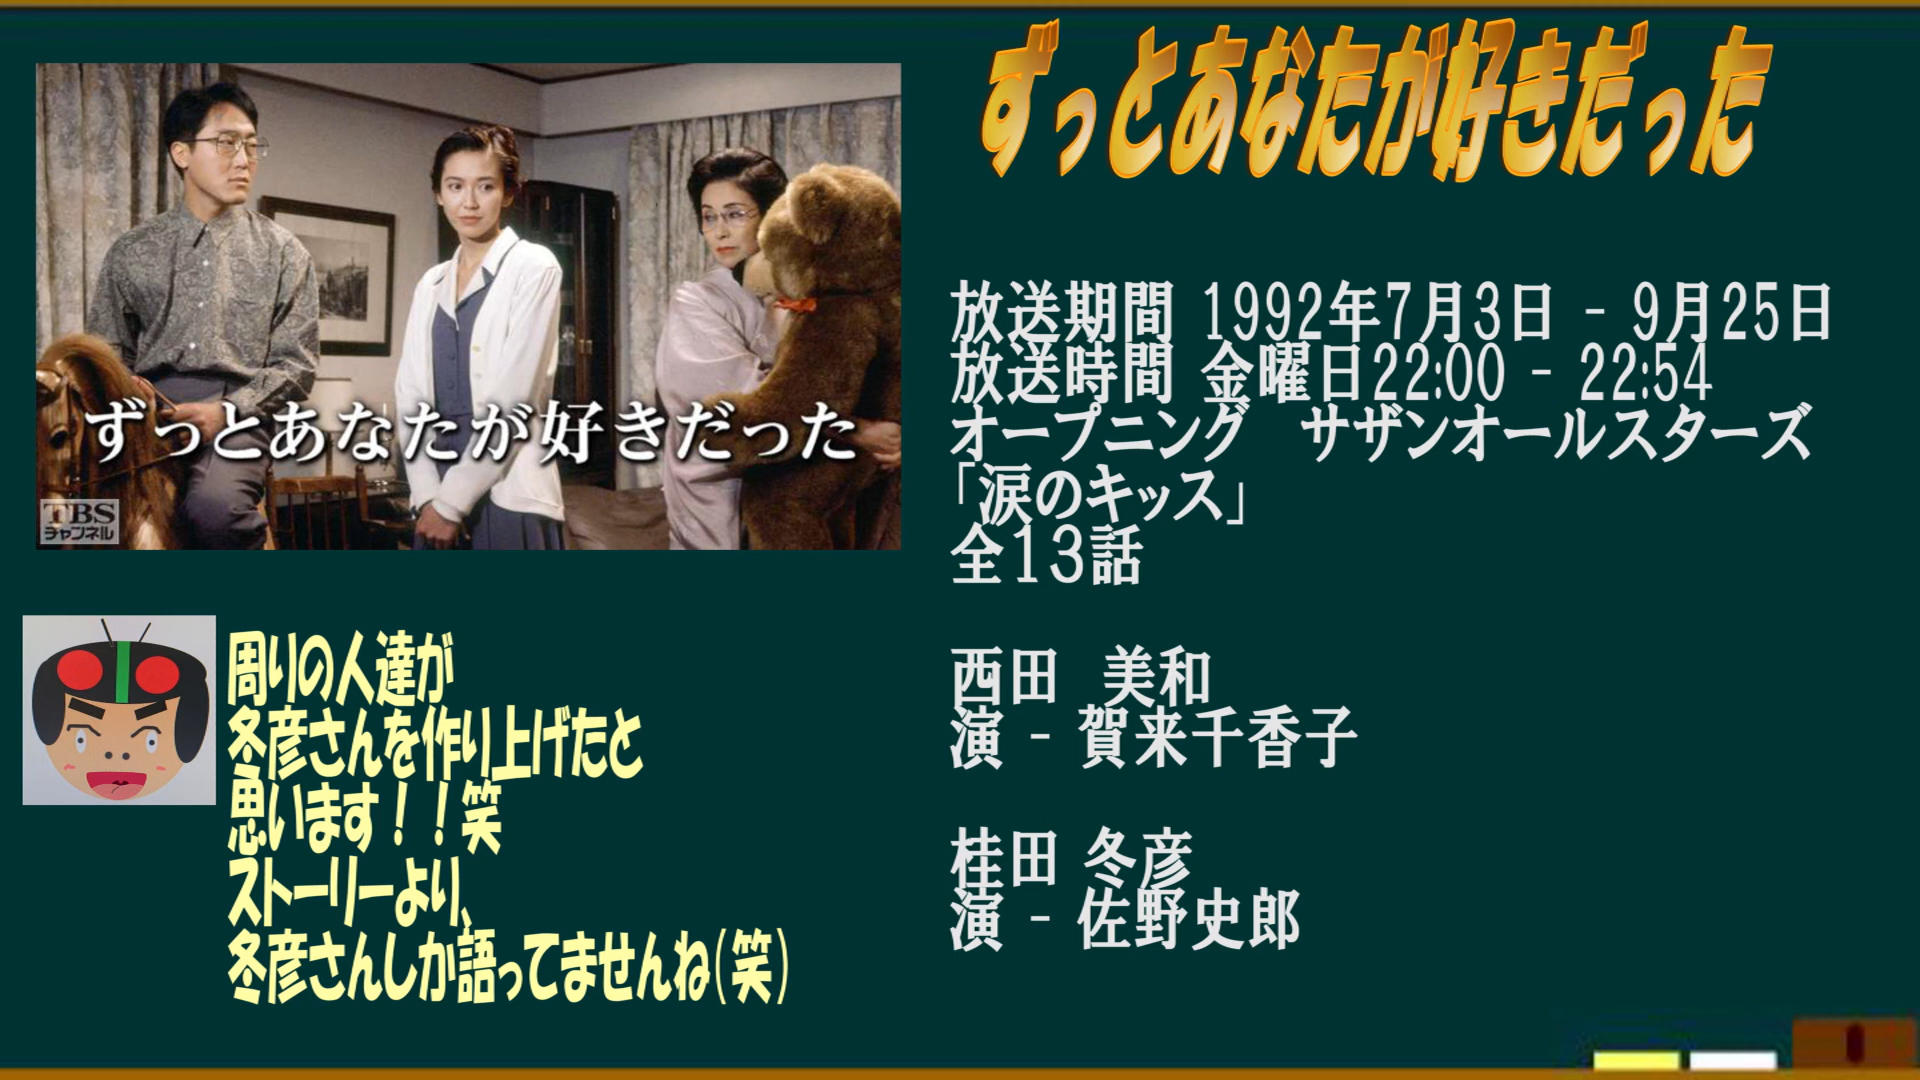 ずっとあなたが好きだった
ずっとあなたが好きだった
TBS
チャンネル
放送期間 1992年7月3日 - 9月25日
放送時間 金曜日22:00 - 22:54
オープニング　サザンオールスターズ
「涙のキッス」
全13話
西田　美和
演 - 賀来千香子
桂田 冬彦
演 - 佐野史郎
周りの人達が
冬彦さんを作り上げたと
思います！！笑
ストーリーより、
冬彦さんしか語ってませんね(笑)